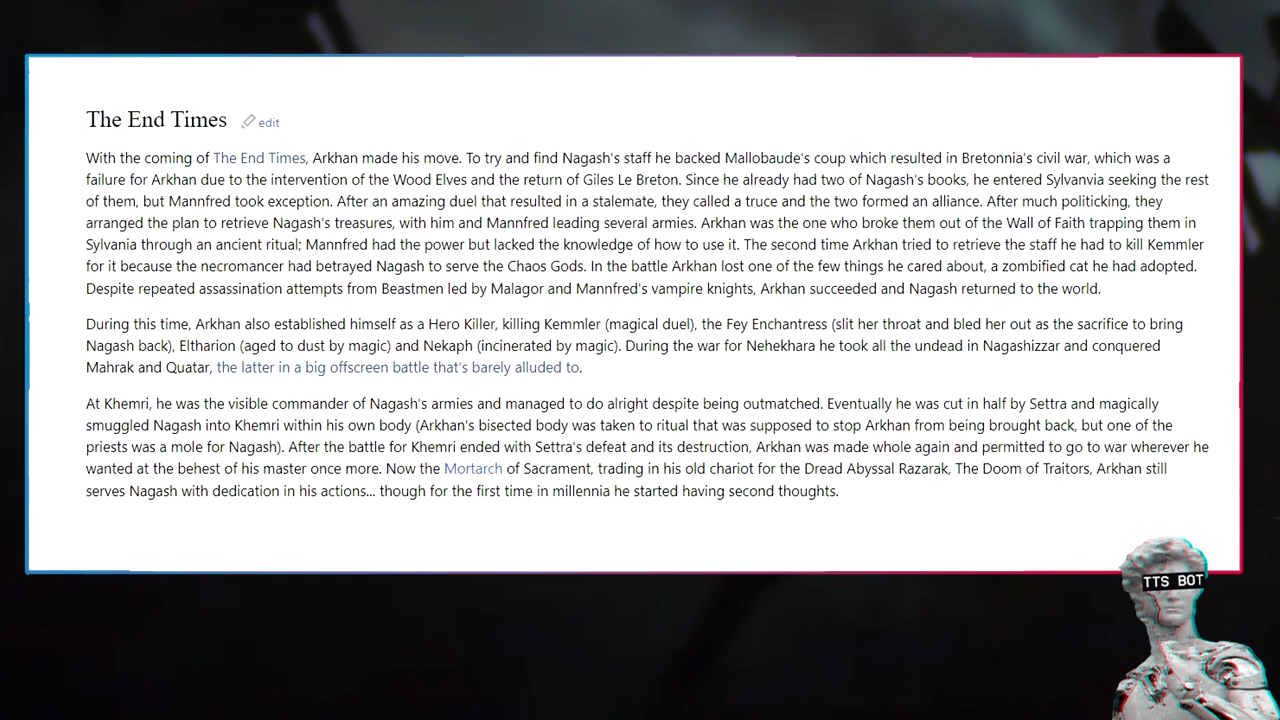 The End Times edit
With the coming of The End Times, Arkhan made his move. To try and find Nagash's staff he backed Mallobaude's coup which resulted in Bretonnia's civil war, which was a
failure for Arkhan due to the intervention of the Wood Elves and the return of Giles Le Breton. Since he already had two of Nagash's books, he entered Sylvanvia seeking the rest
of them, but Mannfred took exception. After an amazing duel that resulted in a stalemate, they called a truce and the two formed an alliance. After much politicking, they
arranged the plan to retrieve Nagash's treasures, with him and Mannfred leading several armies. Arkhan was the one who broke them out of the Wall of Faith trapping them in
Sylvania through an ancient ritual; Mannfred had the power but lacked the knowledge of how to use it. The second time Arkhan tried to retrieve the staff he had to kill Kemmler
for it because the necromancer had betrayed Nagash to serve the Chaos Gods. In the battle Arkhan lost one of the few things he cared about, a zombified cat he had adopted.
Despite repeated assassination attempts from Beastmen led by Malagor and Mannfred's vampire knights, Arkhan succeeded and Nagash returned to the world.
During this time, Arkhan also established himself as a Hero Killer, killing Kemmler (magical duel), the Fey Enchantress (slit her throat and bled her out as the sacrifice to bring
Nagash back), Eltharion (aged to dust by magic) and Nekaph (incinerated by magic). During the war for Nehekhara he took all the undead in Nagashizzar and conquered
Mahrak and Quatar, the latter in a big offscreen battle that's barely alluded to.
At Khemri, he was the visible commander of Nagash's armies and managed to do alright despite being outmatched. Eventually he was cut in half by Settra and magically
smuggled Nagash into Khemri within his own body (Arkhan's bisected body was taken to ritual that was supposed to stop Arkhan from being brought back, but one of the
priests was a mole for Nagash). After the battle for Khemri ended with Settra's defeat and its destruction, Arkhan was made whole again and permitted to go to war wherever he
wanted at the behest of his master once more. Now the Mortarch of Sacrament, trading in his old chariot for the Dread Abyssal Razarak, The Doom of Traitors, Arkhan still
serves Nagash with dedication in his actions... though for the first time in millennia he started having second thoughts.
TTS BOT